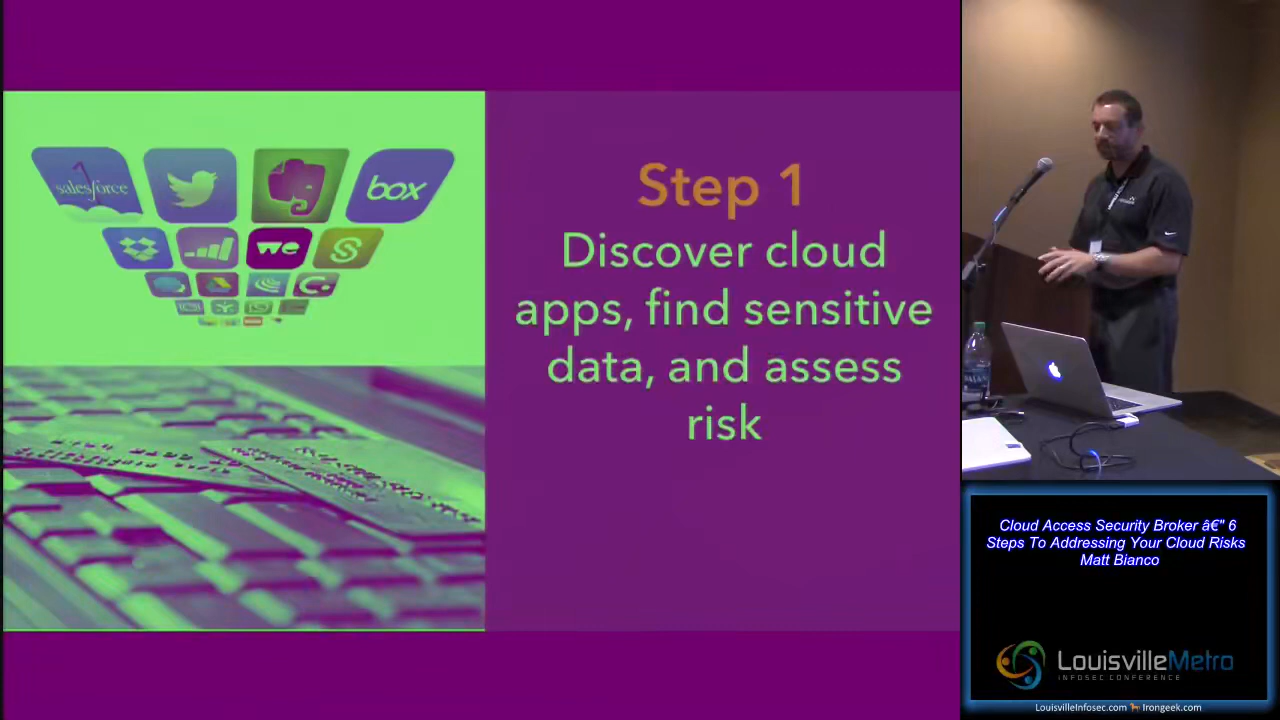 1
salesforce
box
we
Step 1
Discover cloud
apps, find sensitive
data, and assess
risk
Cloud Access Security Broker â€" 6
Steps To Addressing Your Cloud Risks
Matt Bianco
LouisvilleMetro
INFOSEC CONFERENCE
LouisvilleInfosec.com Irongeek.com